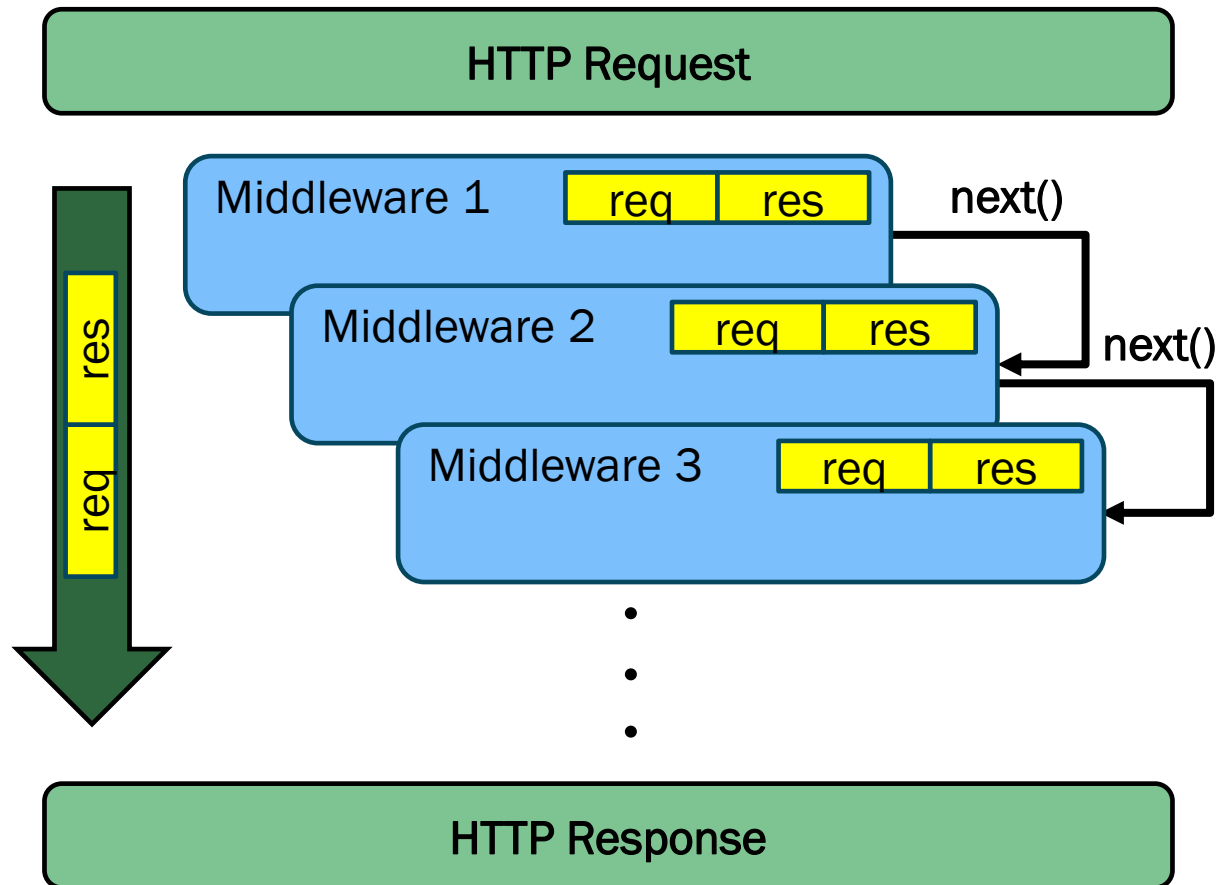 HTTP Request
Middleware 1 req res next()
Middleware 2 req res next()
Middleware 3 req res
req res
HTTP Response